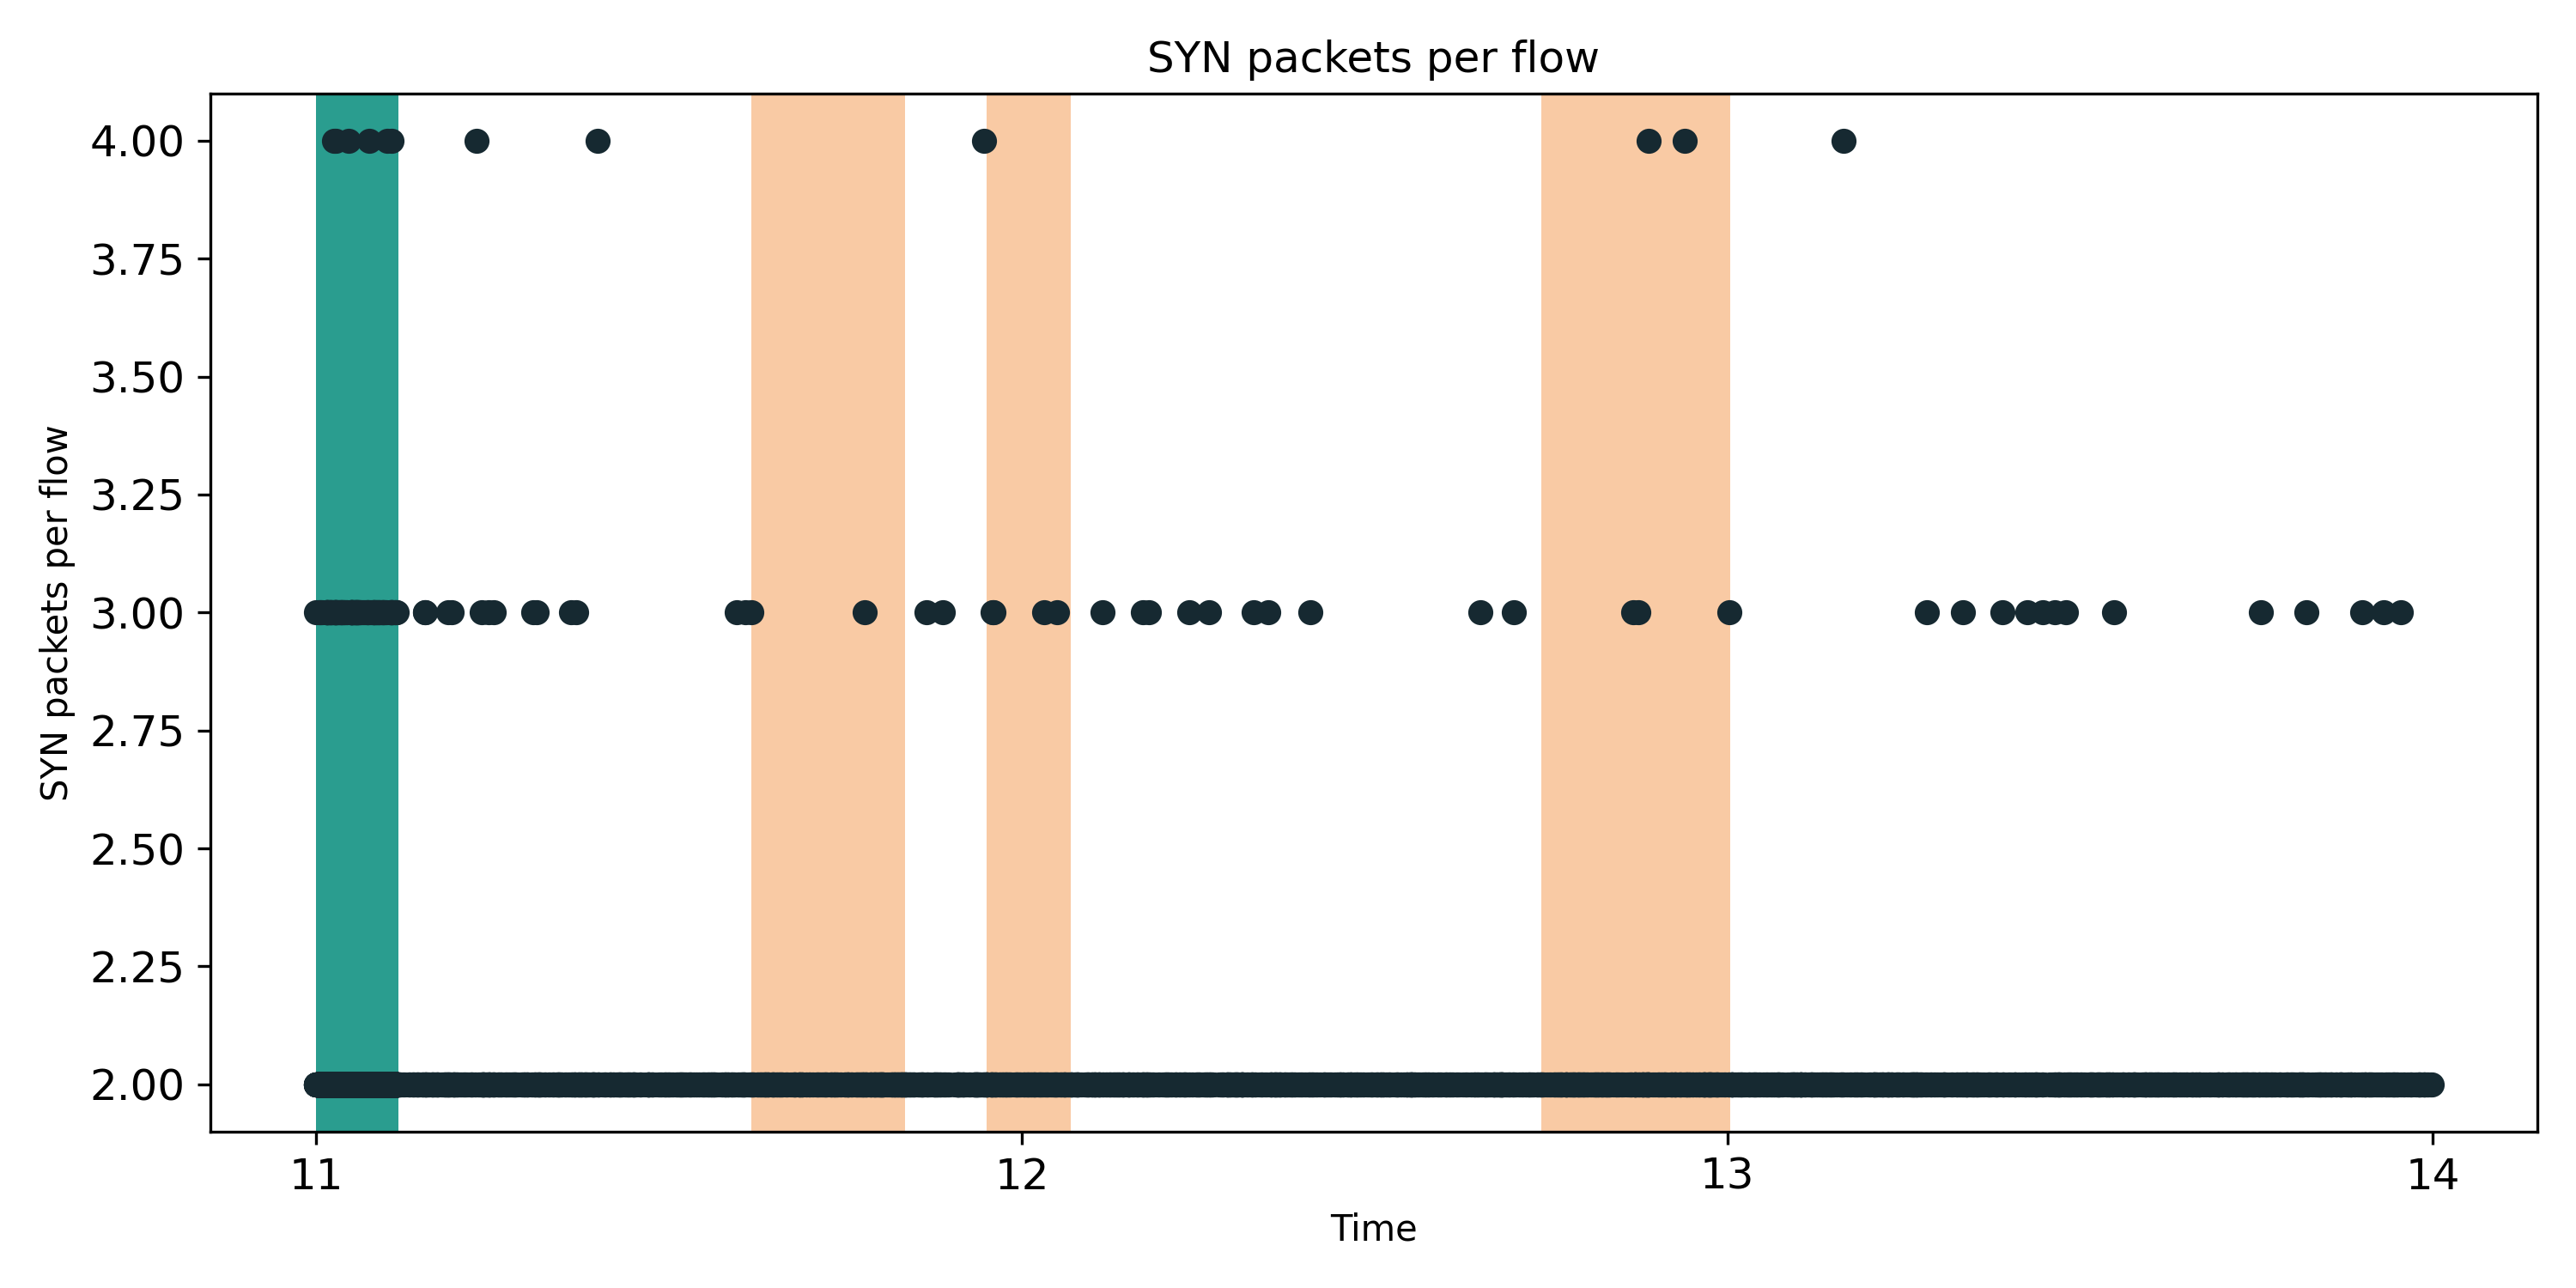 SYN packets per flow
SYN packets per flow
4.00
3.75
3.50
3.25
3.00
2.75
2.50
2.25
2.00
11 12 13 14
Time